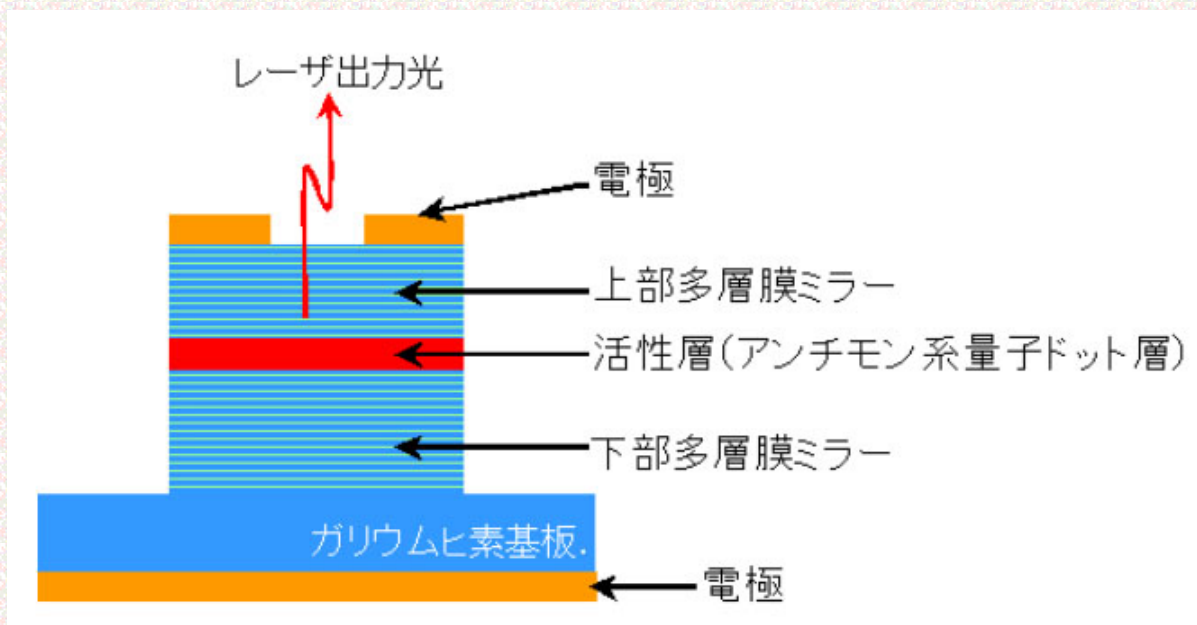 レーザ出力光
電極
上部多層膜ミラー
活性層(アンチモン系量子ドット層)
下部多層膜ミラー
ガリウムヒ素基板.
電極